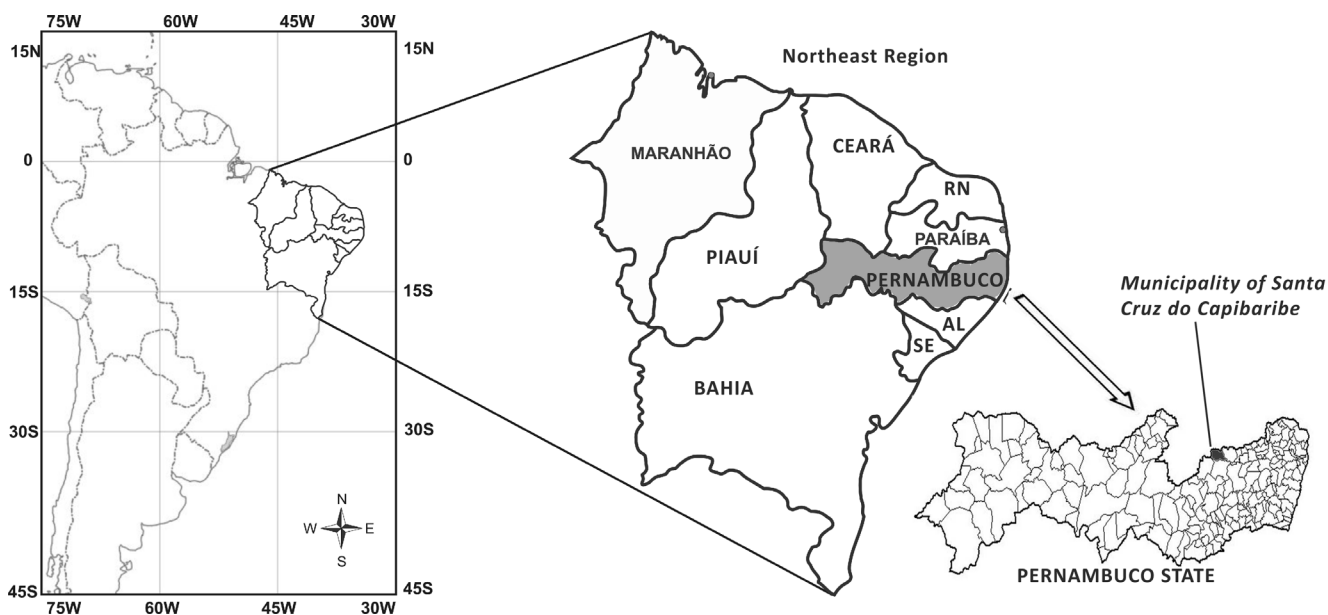 75W 60W 45W 30W
15N
15N
0
0
15S
15S
30S
30S
45S
45S
75W 60W 45W 30W
N
W E
S
Northeast Region
MARANHÃO
CEARÁ
RN
PARAÍBA
PIAUÍ
PERNAMBUCO
AL
SE
BAHIA
Municipality of Santa
Cruz do Capibaribe
PERNAMBUCO STATE